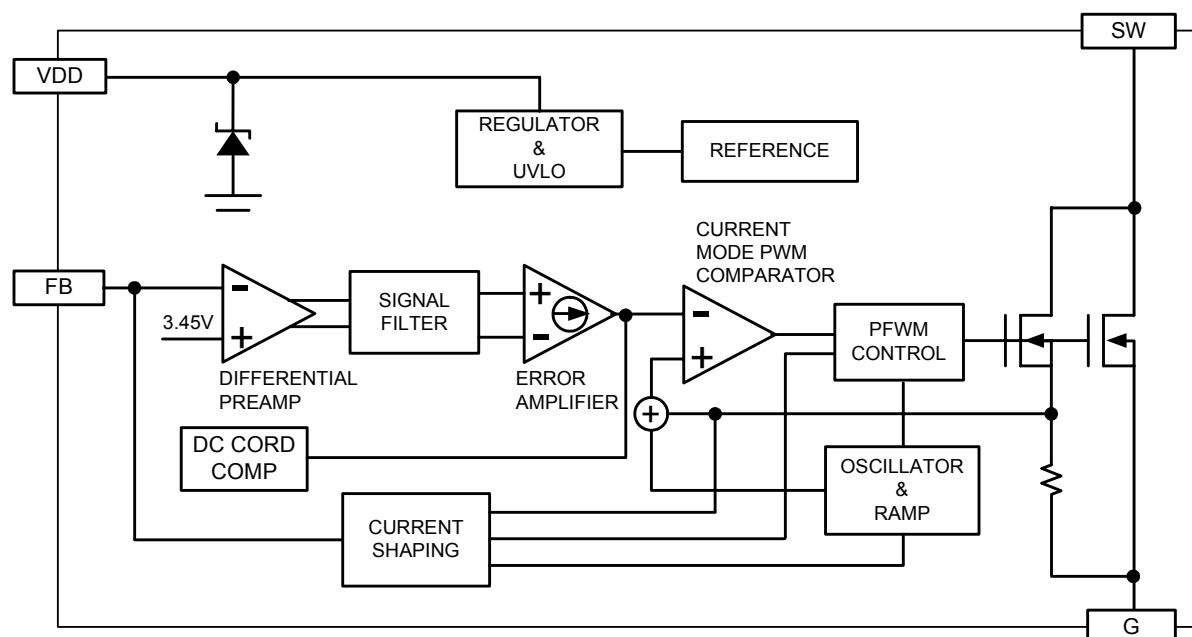 SW
VDD
REGULATOR
&
UVLO
REFERENCE
CURRENT
MODE PWM
COMPARATOR
FB
3.45V
-
+
DIFFERENTIAL
PREAMP
SIGNAL
FILTER
+
-
ERROR
AMPLIFIER
-
+
PFWM
CONTROL
+
DC CORD
COMP
OSCILLATOR
&
RAMP
CURRENT
SHAPING
G